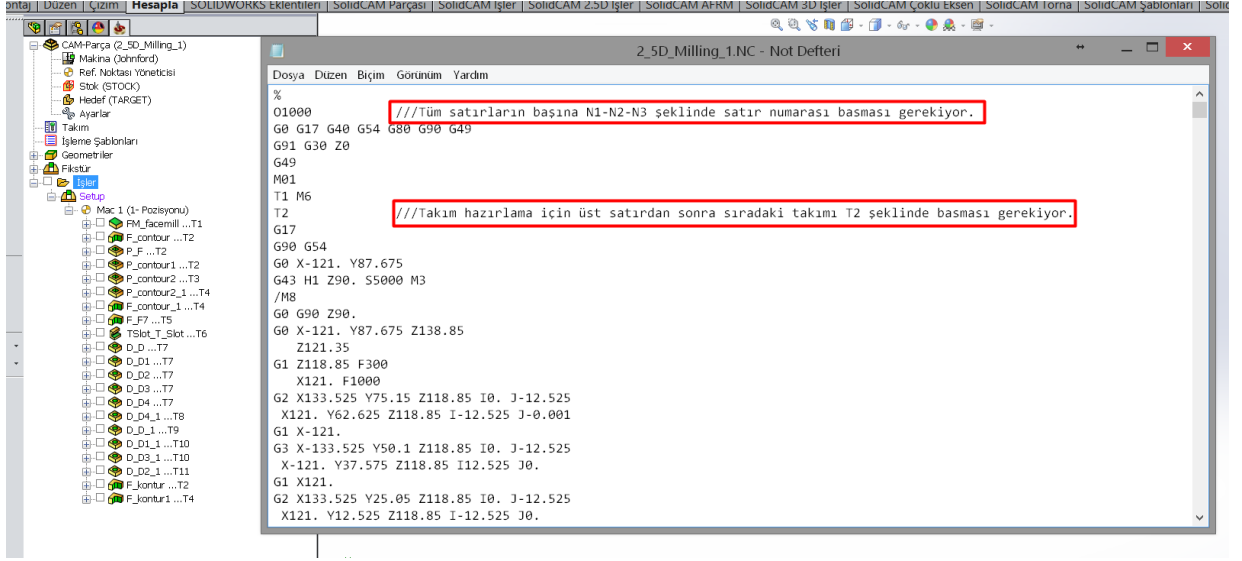 ontaj Düzen Çizim Hesapla SOLIDWORKS Eklentileri SolidCAM Parçası SolidCAM İşler SolidCAM 2.5D İşler SolidCAM AFRM SolidCAM 3D İşler SolidCAM Çoklu Eksen SolidCAM Torna SolidCAM Şablonları
CAM-Parça (2_5D_Milling_1)
Makina (Johnford)
Ref. Noktası Yöneticisi
Stok (STOCK)
Hedef (TARGET)
Ayarlar
Takım
İşleme Şablonları
Geometriler
Fikstür
İşler
Setup
Mac 1 (1- Pozisyonu)
FM_facemill ...T1
F_contour ...T2
P_F ...T2
P_contour1 ...T2
P_contour2 ...T3
P_contour2_1 ...T4
F_contour_1 ...T4
F_F7 ...T5
TSlot_T_Slot ...T6
D_D ...T7
D_D1 ...T7
D_D2 ...T7
D_D3 ...T7
D_D4 ...T7
D_D4_1 ...T8
D_D_1 ...T9
D_D1_1 ...T10
D_D3_1 ...T10
D_D2_1 ...T11
F_kontur ...T2
F_kontur1 ...T4
2_5D_Milling_1.NC - Not Defteri
Dosya Düzen Biçim Görünüm Yardım
%
O1000 ///Tüm satırların başına N1-N2-N3 şeklinde satır numarası basması gerekiyor.
G0 G17 G40 G54 G80 G90 G49
G91 G30 Z0
G49
M01
T1 M6
T2 ///Takım hazırlama için üst satırdan sonra sıradaki takımı T2 şeklinde basması gerekiyor.
G17
G90 G54
G0 X-121. Y87.675
G43 H1 Z90. S5000 M3
/M8
G0 G90 Z90.
G0 X-121. Y87.675 Z138.85
Z121.35
G1 Z118.85 F300
X121. F1000
G2 X133.525 Y75.15 Z118.85 I0. J-12.525
X121. Y62.625 Z118.85 I-12.525 J-0.001
G1 X-121.
G3 X-133.525 Y50.1 Z118.85 I0. J-12.525
X-121. Y37.575 Z118.85 I12.525 J0.
G1 X121.
G2 X133.525 Y25.05 Z118.85 I0. J-12.525
X121. Y12.525 Z118.85 I-12.525 J0.